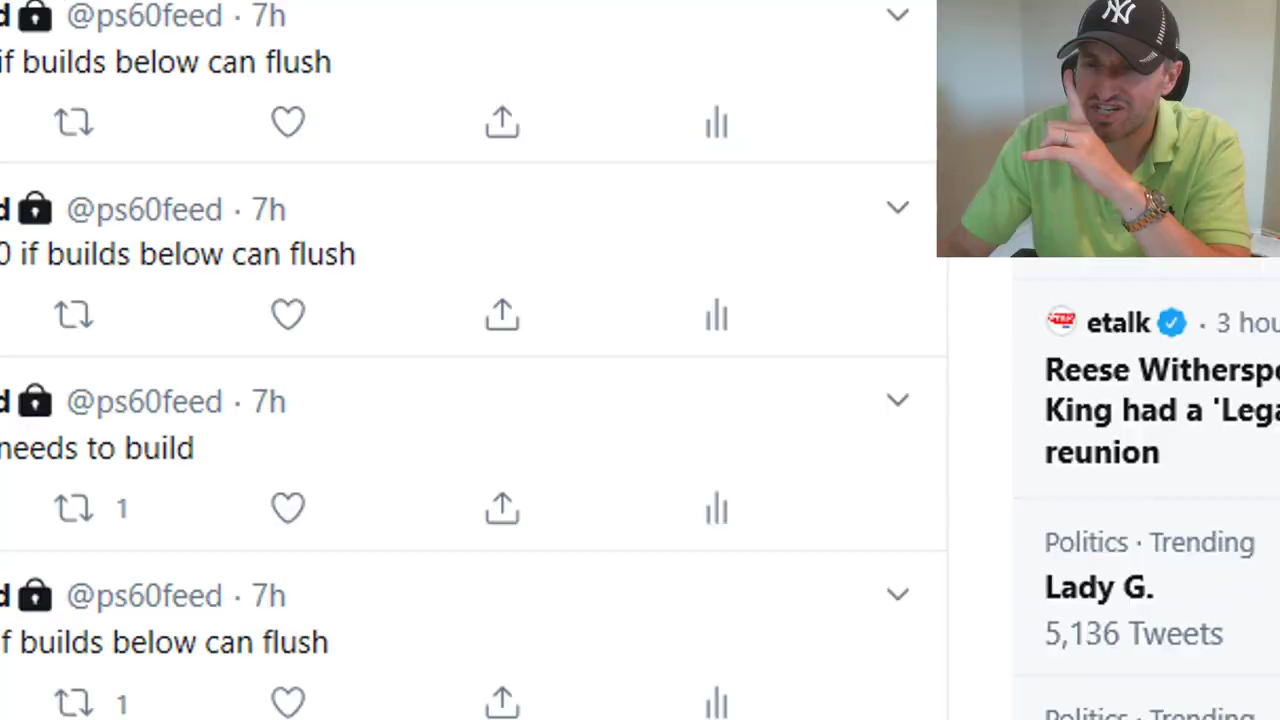 d @ps60feed · 7h
if builds below can flush
d @ps60feed · 7h
0 if builds below can flush
d @ps60feed · 7h
needs to build
1
d @ps60feed · 7h
f builds below can flush
1
NY
etalk · 3 hou
Reese Witherspo
King had a 'Lega
reunion
Politics · Trending
Lady G.
5,136 Tweets
Politics · Trending